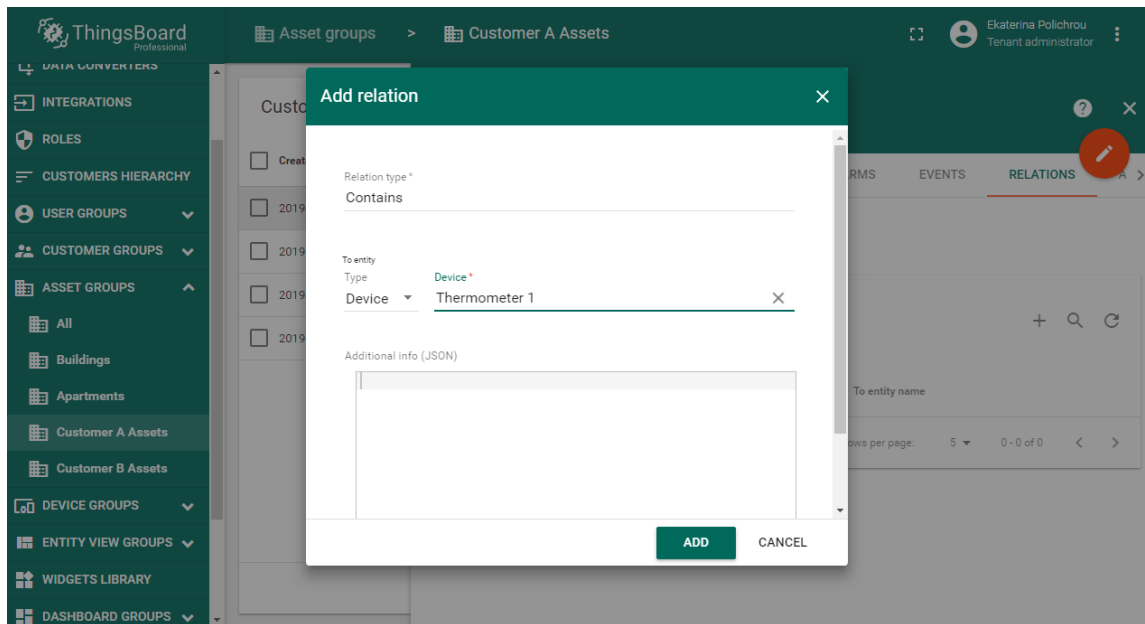 ThingsBoard
Professional
Asset groups > Customer A Assets
Ekaterina Polichrou
Tenant administrator
DATA CONVERTERS
INTEGRATIONS
ROLES
CUSTOMERS HIERARCHY
USER GROUPS
CUSTOMER GROUPS
ASSET GROUPS
All
Buildings
Apartments
Customer A Assets
Customer B Assets
DEVICE GROUPS
ENTITY VIEW GROUPS
WIDGETS LIBRARY
DASHBOARD GROUPS
Custo
Creat
2019
2019
2019
2019
Add relation
Relation type *
Contains
To entity
Type
Device *
Device
Thermometer 1
Additional info (JSON)
ADD
CANCEL
RMS
EVENTS
RELATIONS
A
To entity name
ows per page: 5 0 - 0 of 0